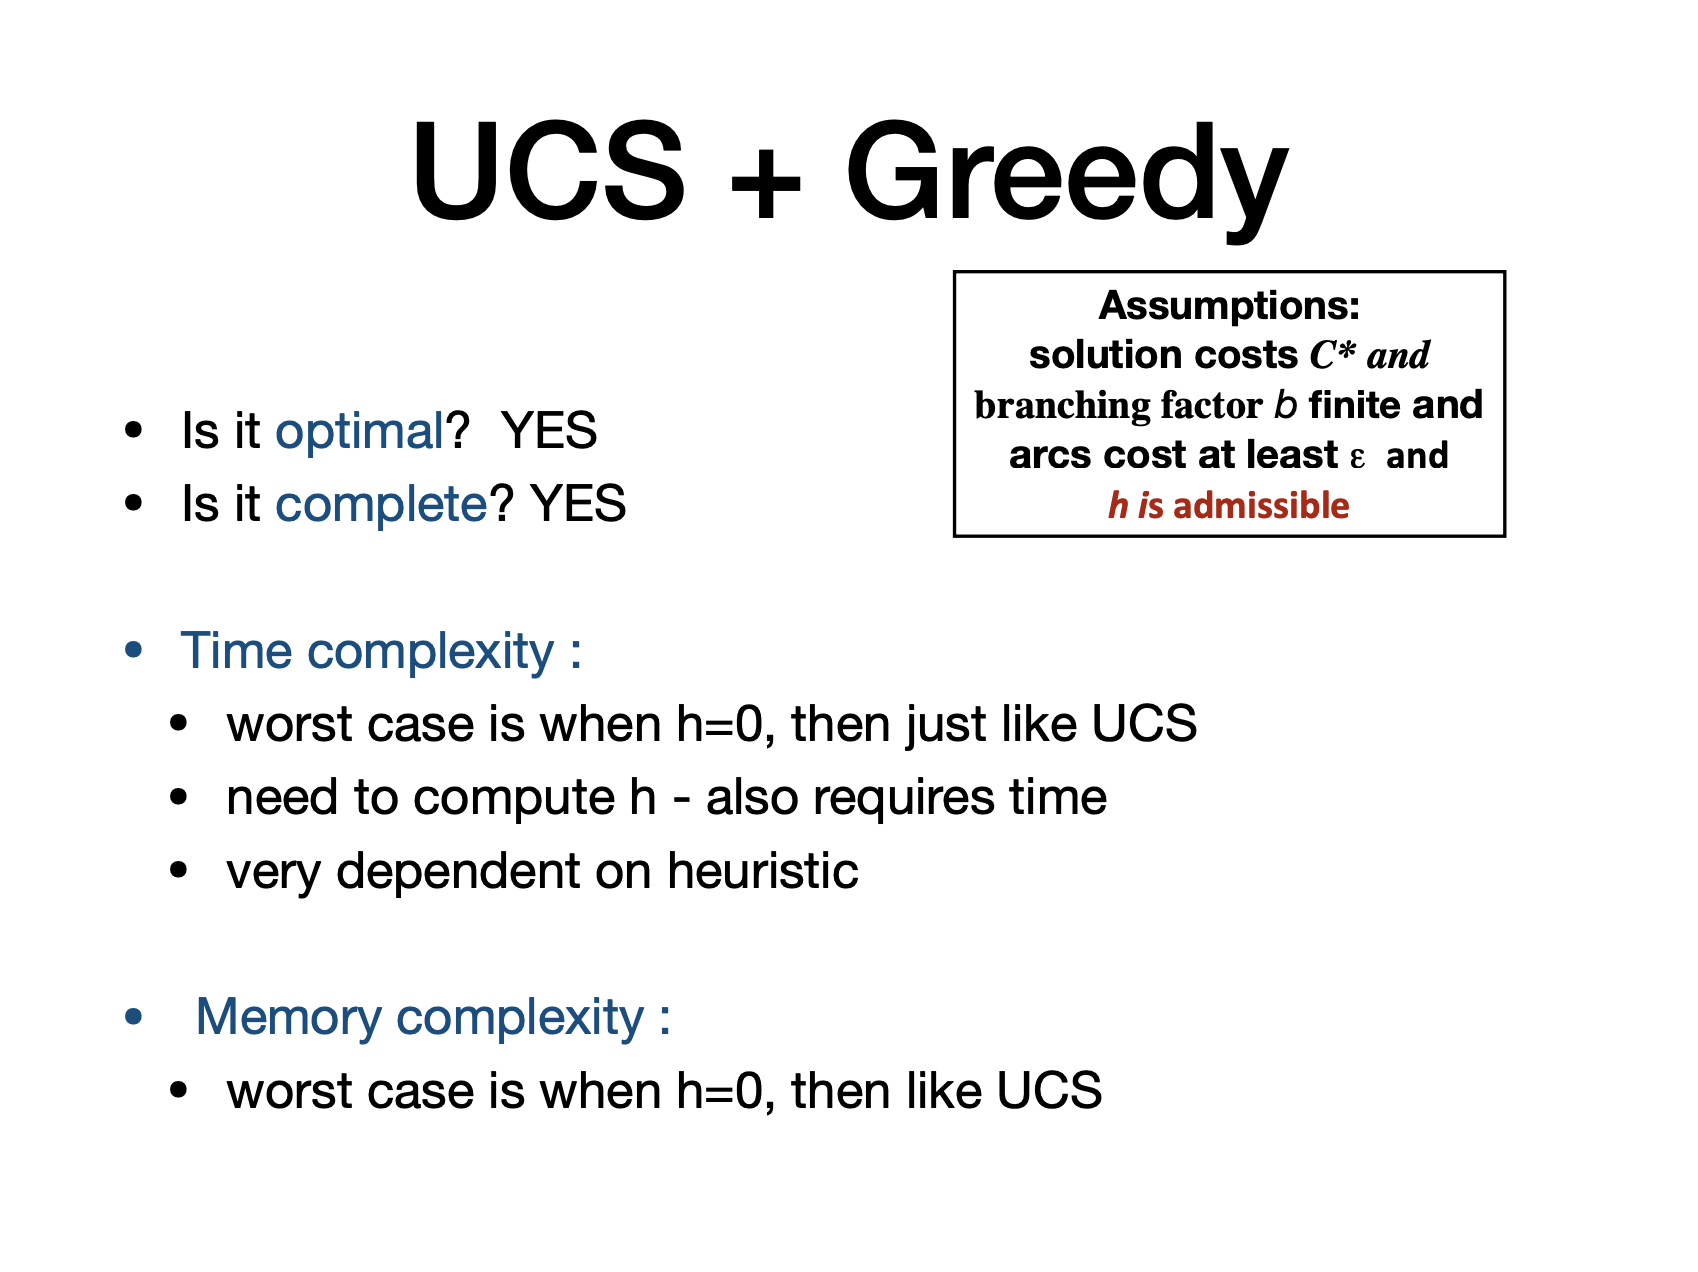 UCS + Greedy
Assumptions:
solution costs C* and
branching factor b finite and
arcs cost at least ε and
h is admissible
• Is it optimal? YES
• Is it complete? YES
• Time complexity :
• worst case is when h=0, then just like UCS
• need to compute h - also requires time
• very dependent on heuristic
• Memory complexity :
• worst case is when h=0, then like UCS